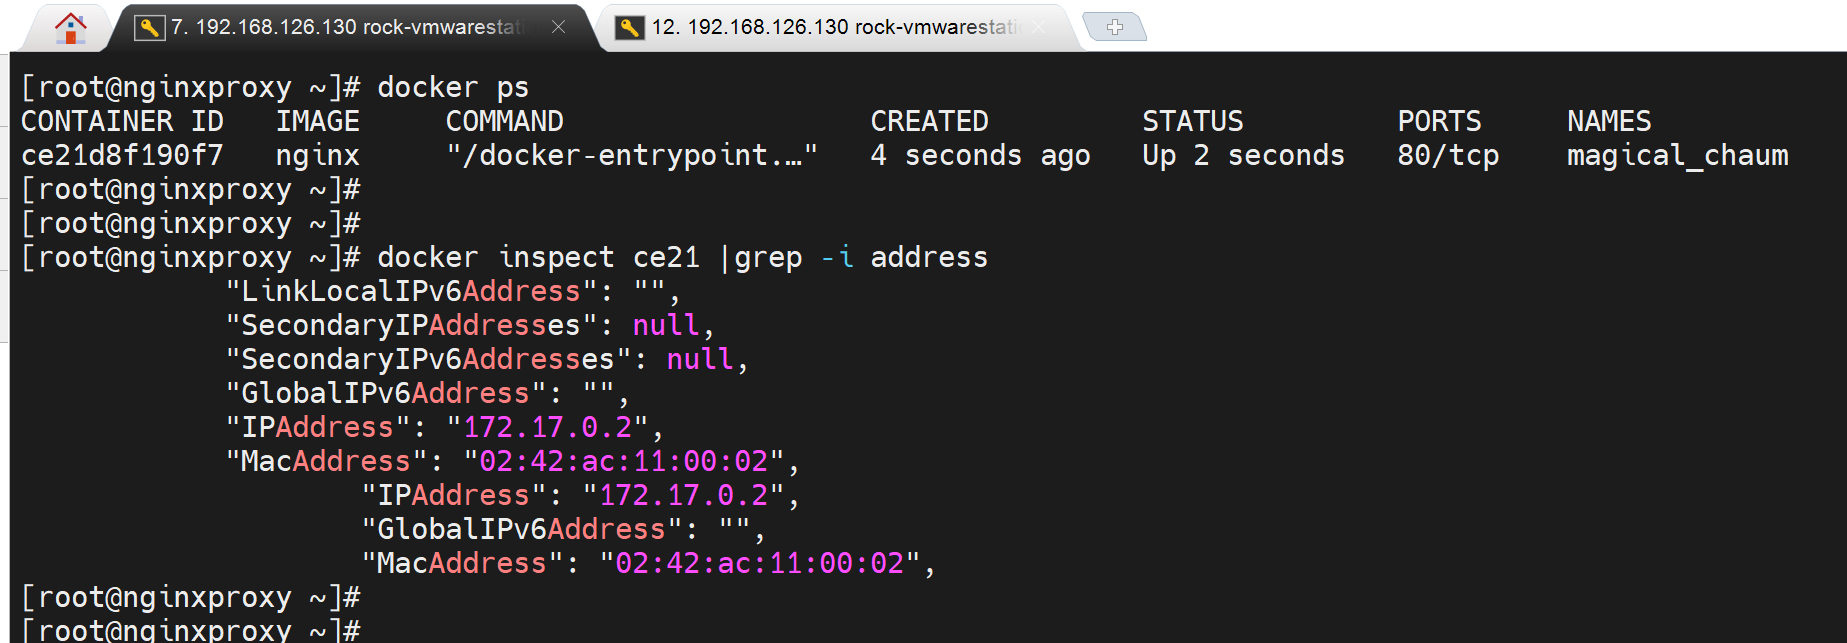 7. 192.168.126.130 rock-vmwarestati
12. 192.168.126.130 rock-vmwarestati
[root@nginxproxy ~]# docker ps
CONTAINER ID   IMAGE     COMMAND                  CREATED         STATUS         PORTS     NAMES
ce21d8f190f7   nginx     "/docker-entrypoint.…"   4 seconds ago   Up 2 seconds   80/tcp    magical_chaum
[root@nginxproxy ~]#
[root@nginxproxy ~]#
[root@nginxproxy ~]# docker inspect ce21 |grep -i address
            "LinkLocalIPv6Address": "",
            "SecondaryIPAddresses": null,
            "SecondaryIPv6Addresses": null,
            "GlobalIPv6Address": "",
            "IPAddress": "172.17.0.2",
            "MacAddress": "02:42:ac:11:00:02",
                    "IPAddress": "172.17.0.2",
                    "GlobalIPv6Address": "",
                    "MacAddress": "02:42:ac:11:00:02",
[root@nginxproxy ~]#
[root@nginxproxy ~]#